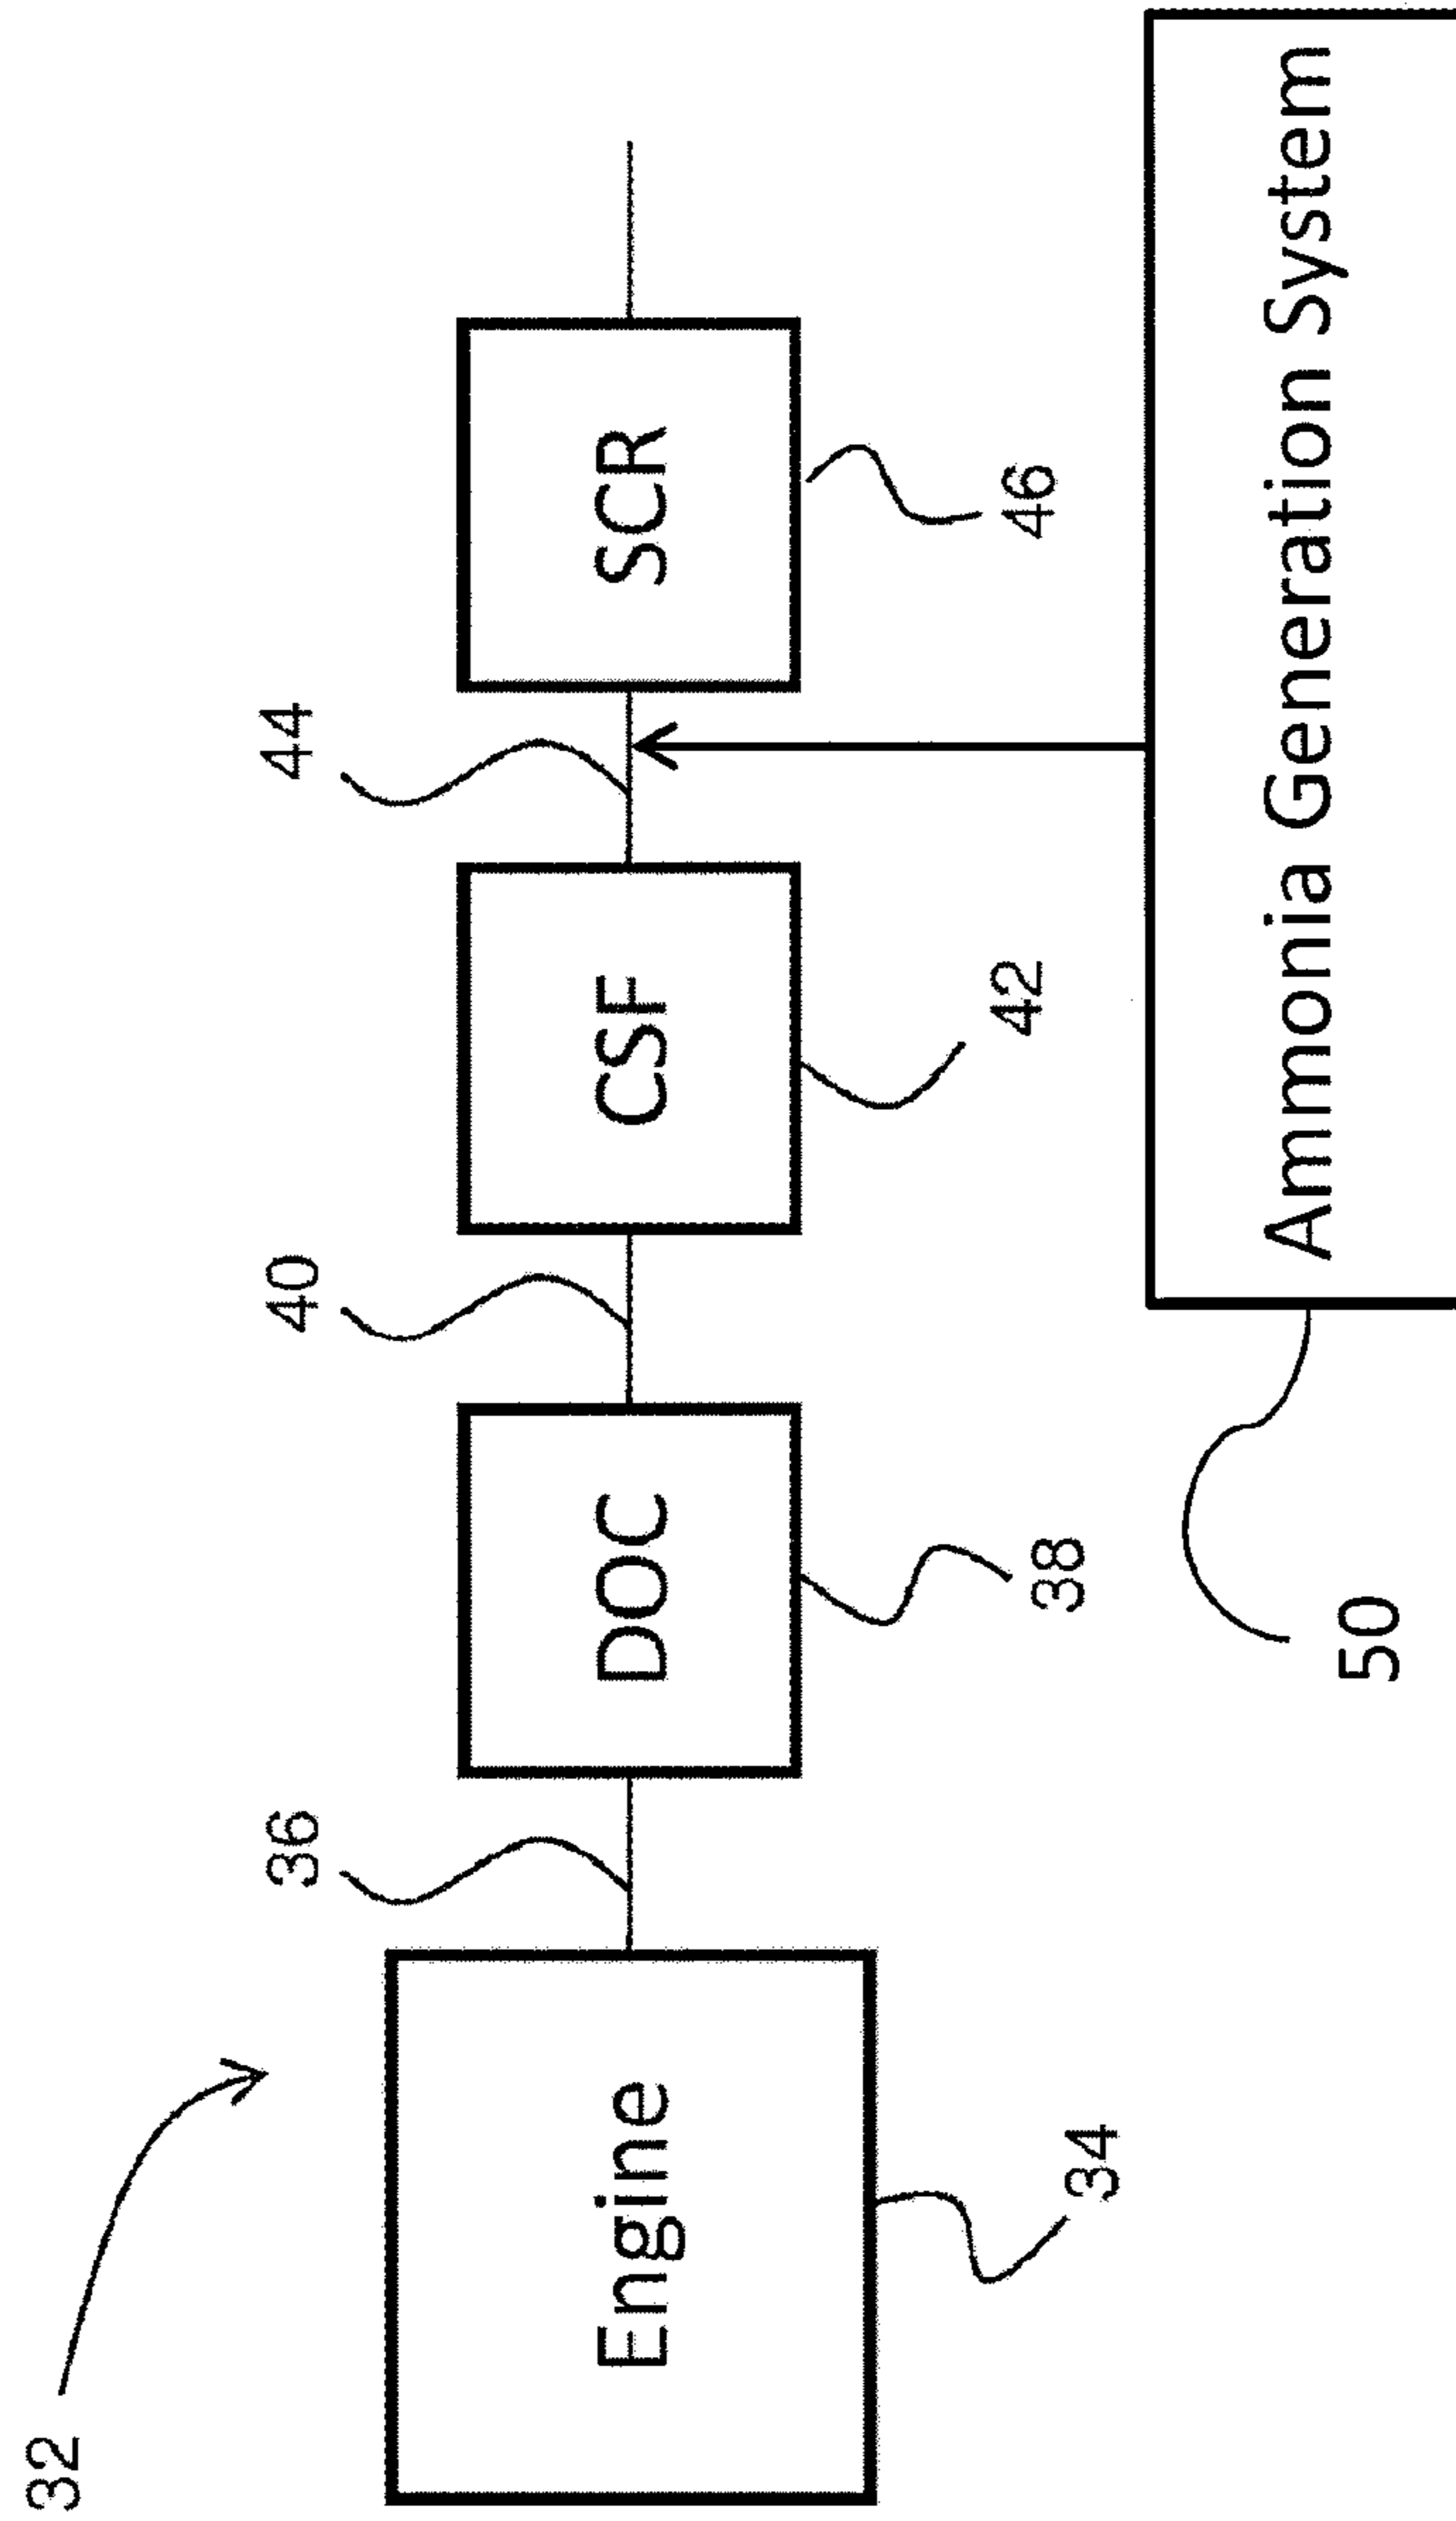 32
36
40
44
Engine
DOC
CSF
SCR
34
38
42
46
50
Ammonia Generation System